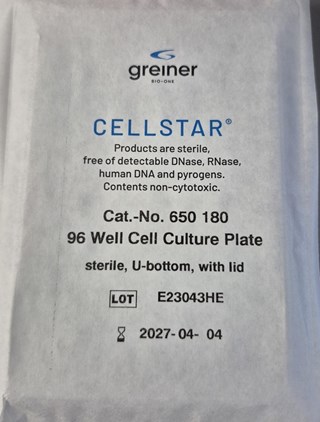 greiner
BIO-ONE
CELLSTAR®
Products are sterile,
free of detectable DNase, RNase,
human DNA and pyrogens.
Contents non-cytotoxic.
Cat.-No. 650 180
96 Well Cell Culture Plate
sterile, U-bottom, with lid
LOT E23043HE
2027-04- 04